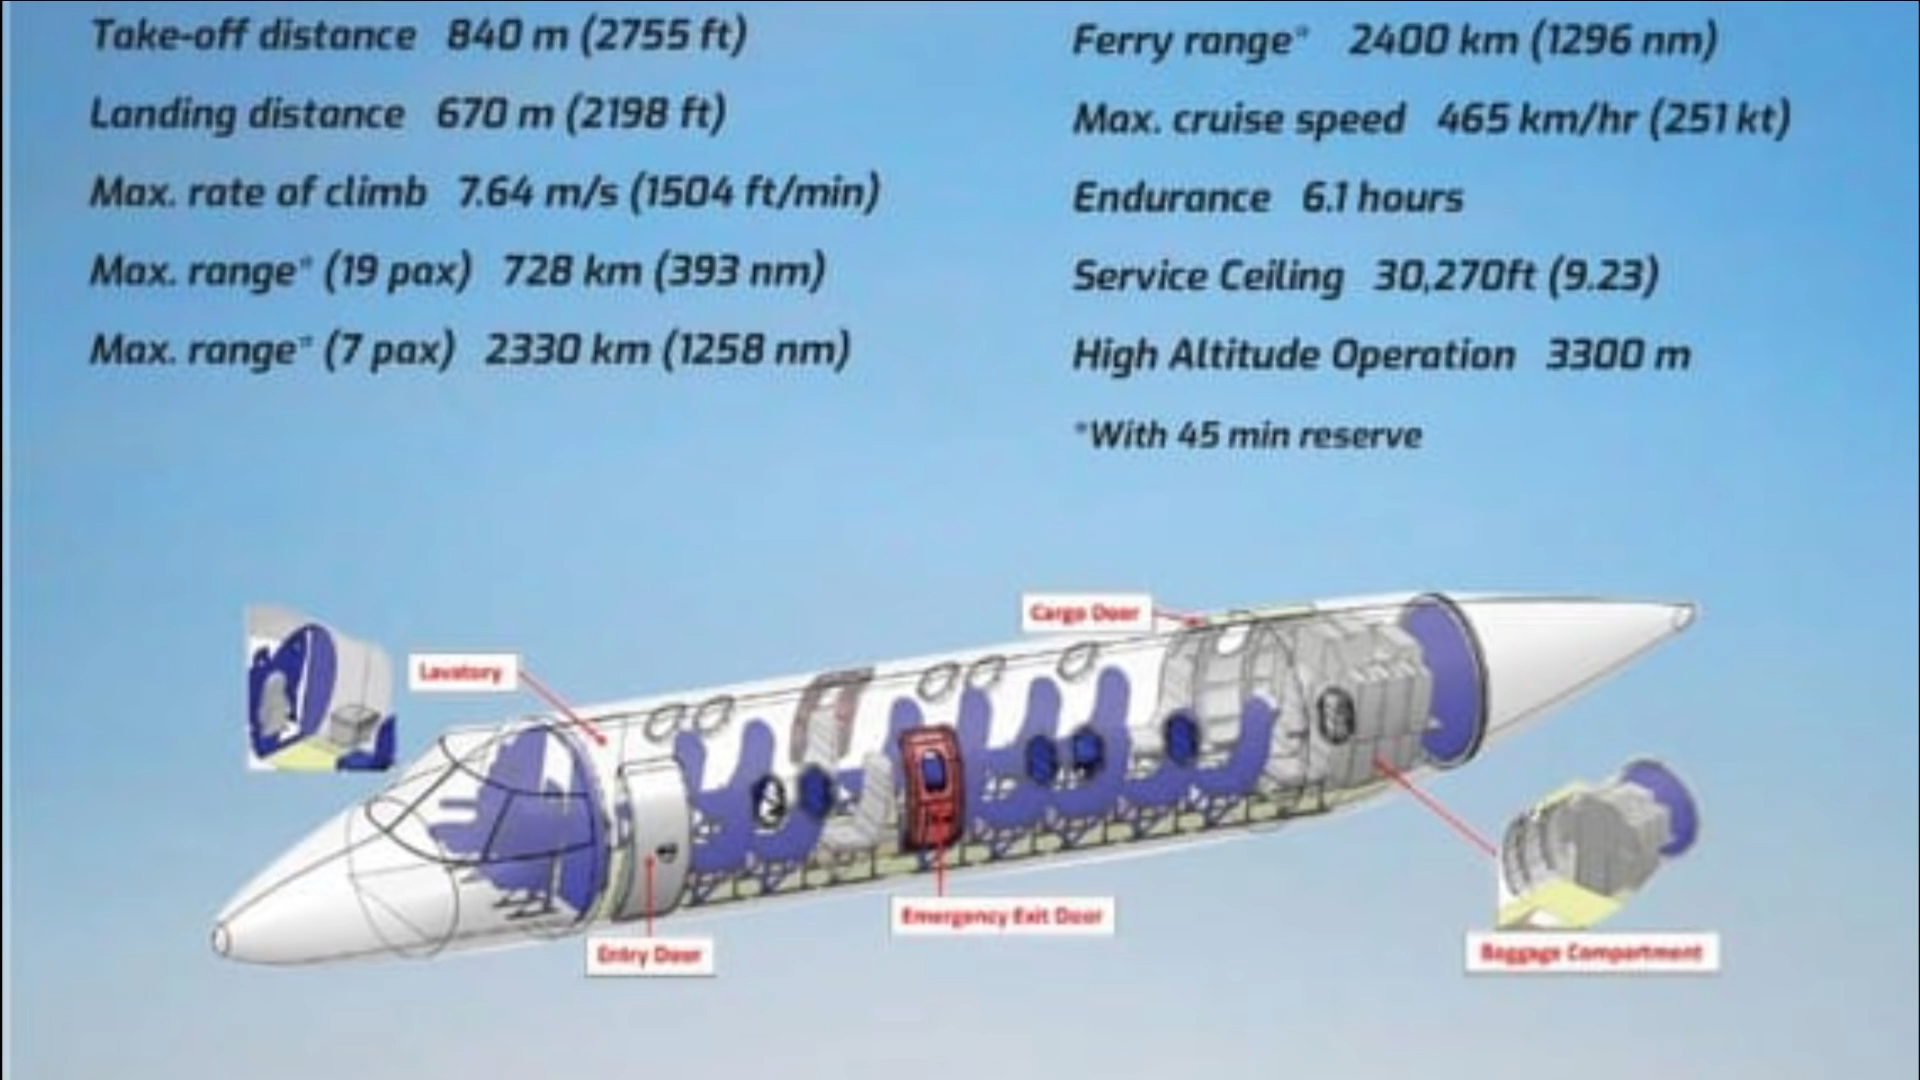 Take-off distance 840 m (2755 ft)
Landing distance 670 m (2198 ft)
Max. rate of climb 7.64 m/s (1504 ft/min)
Max. range* (19 pax) 728 km (393 nm)
Max. range* (7 pax) 2330 km (1258 nm)
Ferry range* 2400 km (1296 nm)
Max. cruise speed 465 km/hr (251 kt)
Endurance 6.1 hours
Service Ceiling 30,270ft (9.23)
High Altitude Operation 3300 m
*With 45 min reserve
Cargo Door
Lavatory
Emergency Exit Door
Entry Door
Baggage Compartment